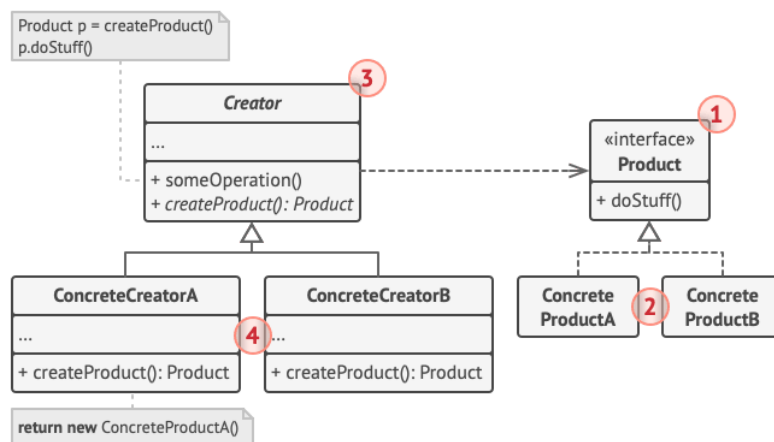 Product p = createProduct()
p.doStuff()
3
Creator
...
+ someOperation()
+ createProduct(): Product
1
«interface»
Product
+ doStuff()
ConcreteCreatorA
...
+ createProduct(): Product
4
ConcreteCreatorB
...
+ createProduct(): Product
Concrete
ProductA
2
Concrete
ProductB
return new ConcreteProductA()